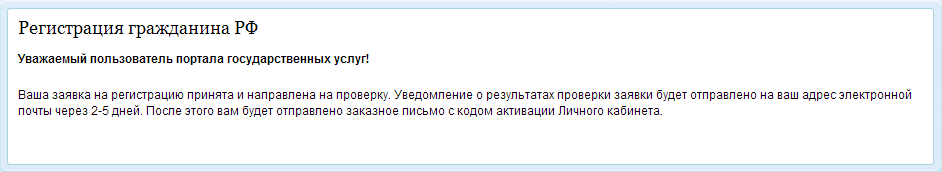 Регистрация гражданина РФ
Уважаемый пользователь портала государственных услуг!
Ваша заявка на регистрацию принята и направлена на проверку. Уведомление о результатах проверки заявки будет отправлено на ваш адрес электронной
почты через 2-5 дней. После этого вам будет отправлено заказное письмо с кодом активации Личного кабинета.